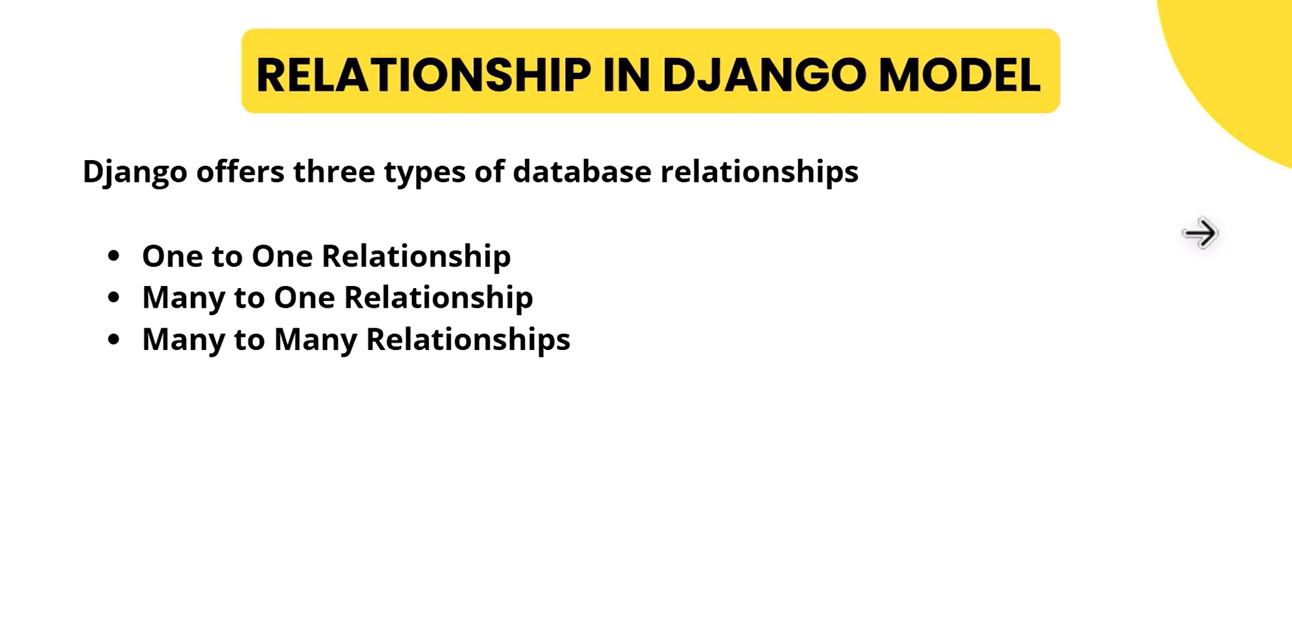 RELATIONSHIP IN DJANGO MODEL
Django offers three types of database relationships
• One to One Relationship
• Many to One Relationship
• Many to Many Relationships